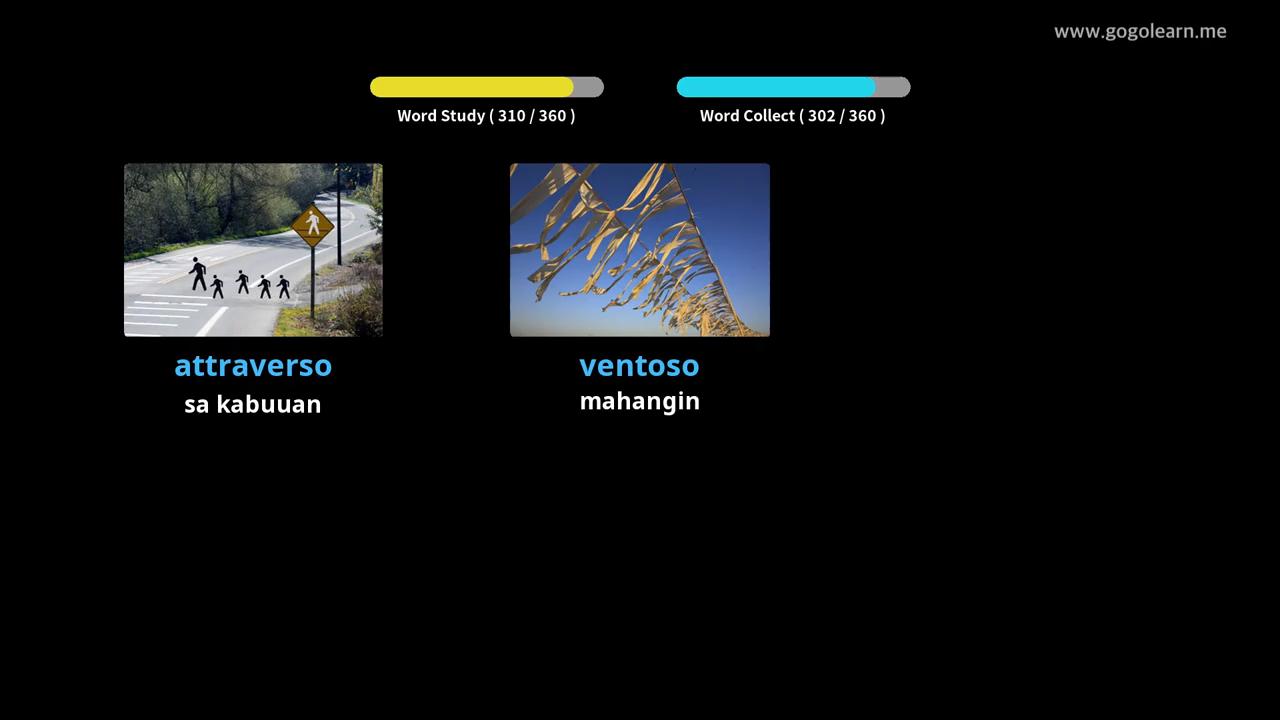 www.gogolearn.me
Word Study ( 310 / 360 )
Word Collect ( 302 / 360 )
attraverso
sa kabuuan
ventoso
mahangin